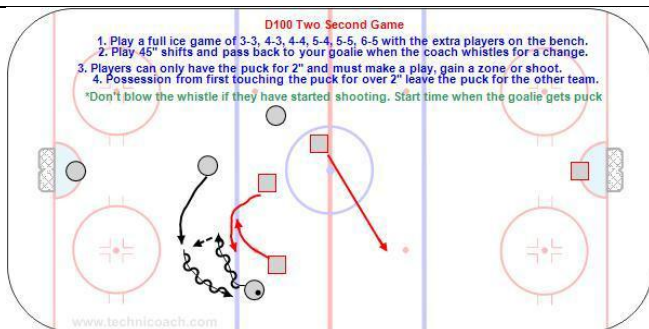 D100 Two Second Game
1. Play a full ice game of 3-3, 4-3, 4-4, 5-4, 5-5, 6-5 with the extra players on the bench.
2. Play 45" shifts and pass back to your goalie when the coach whistles for a change.
3. Players can only have the puck for 2" and must make a play, gain a zone or shoot.
4. Possession from first touching the puck for over 2" leave the puck for the other team.
*Don't blow the whistle if they have started shooting. Start time when the goalie gets puck
www.technicoach.com